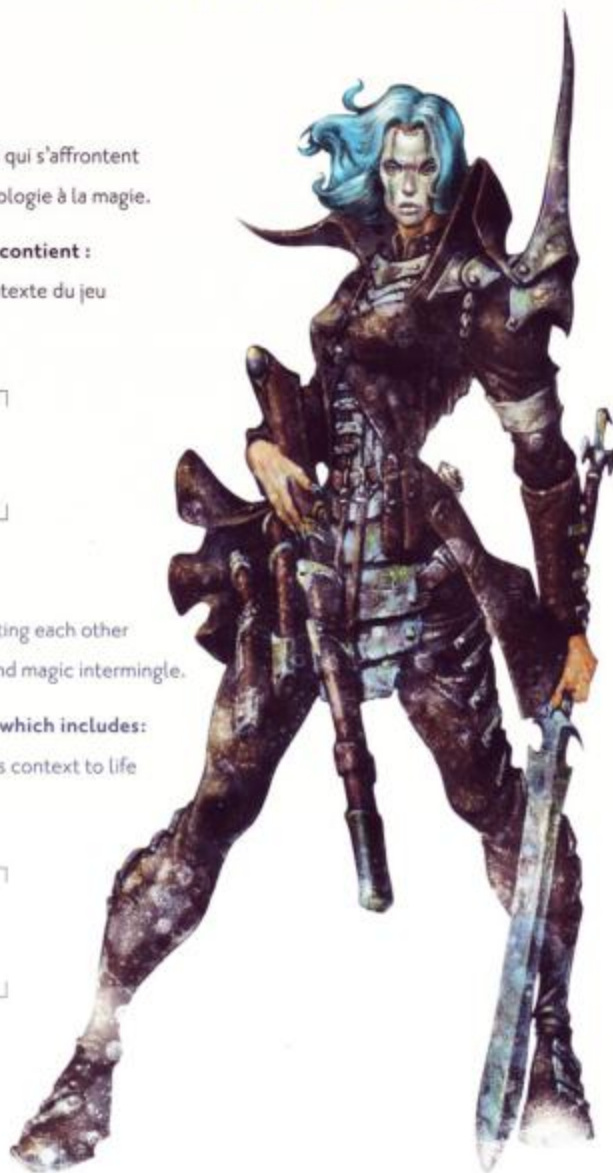 qui s'affrontent
ologie à la magie.
contient :
texte du jeu
ting each other
nd magic intermingle.
which includes:
s context to life